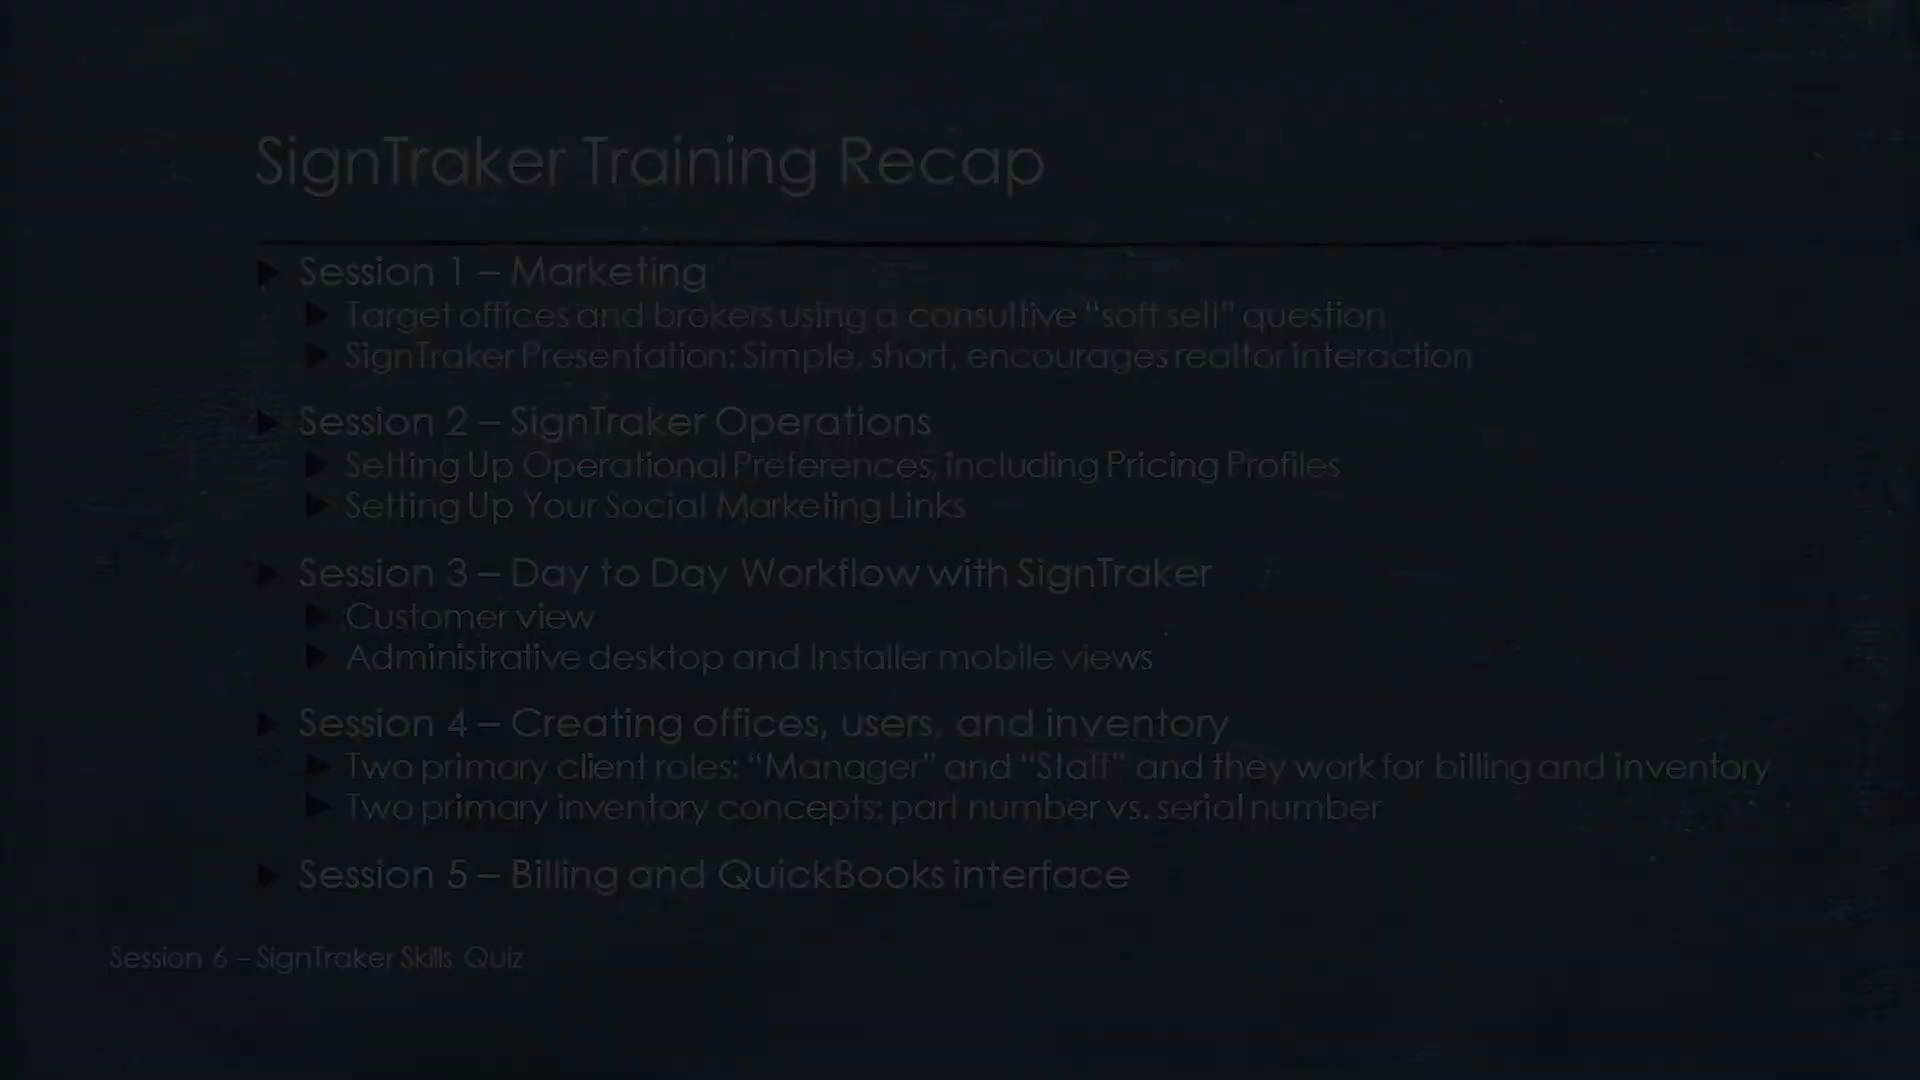 SignTraker Training Recap
Session 1 – Marketing
Target offices and brokers using a consultive “soft sell” question
SignTraker Presentation: Simple, short, encourages realtor interaction
Session 2 – SignTraker Operations
Setting Up Operational Preferences, including Pricing Profiles
Setting Up Your Social Marketing Links
Session 3 – Day to Day Workflow with SignTraker
Customer view
Administrative desktop and Installer mobile views
Session 4 – Creating offices, users, and inventory
Two primary client roles: “Manager” and “Staff” and they work for billing and inventory
Two primary inventory concepts: part number vs. serial number
Session 5 – Billing and QuickBooks interface
Session 6 – SignTraker Skills Quiz